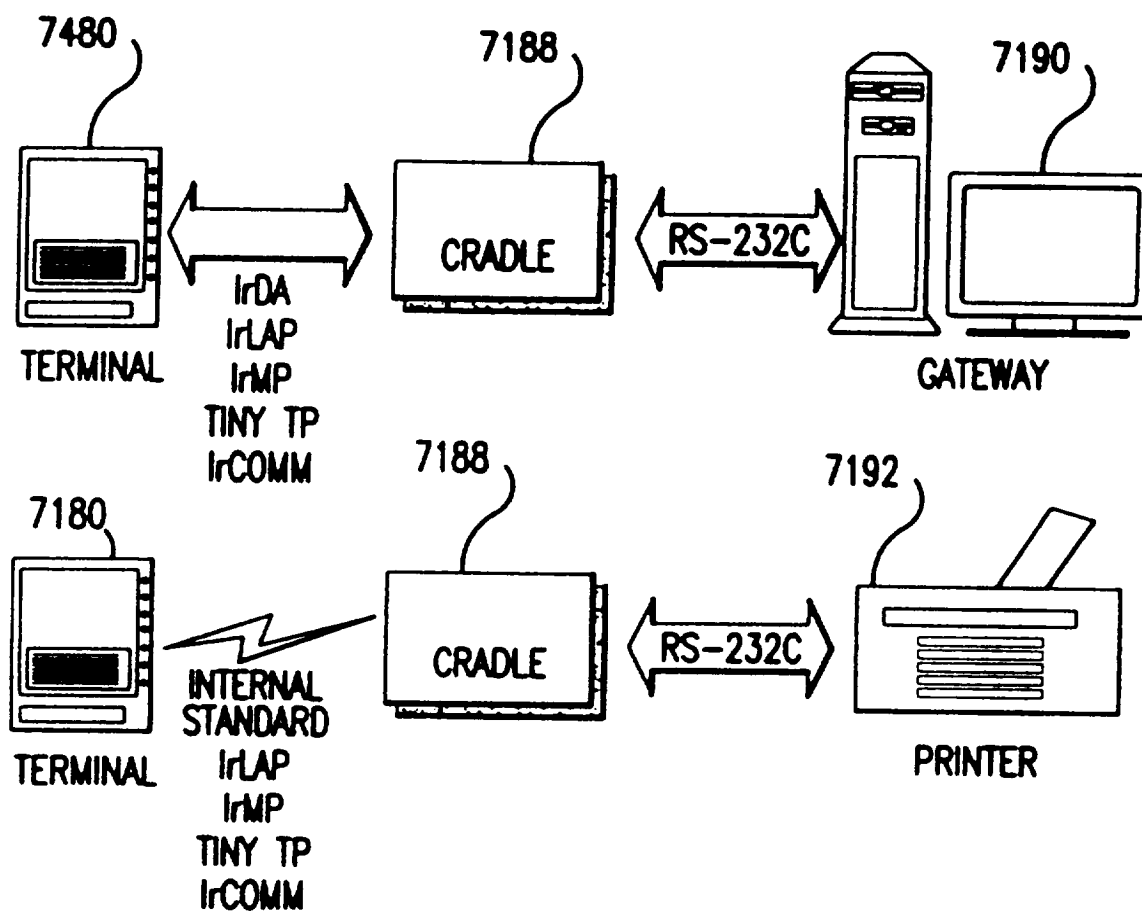 7480
7188
7190
CRADLE
RS-232C
TERMINAL
IrDA
IrLAP
IrMP
TINY TP
IrCOMM
GATEWAY
7180
7188
7192
CRADLE
RS-232C
TERMINAL
INTERNAL
STANDARD
IrLAP
IrMP
TINY TP
IrCOMM
PRINTER